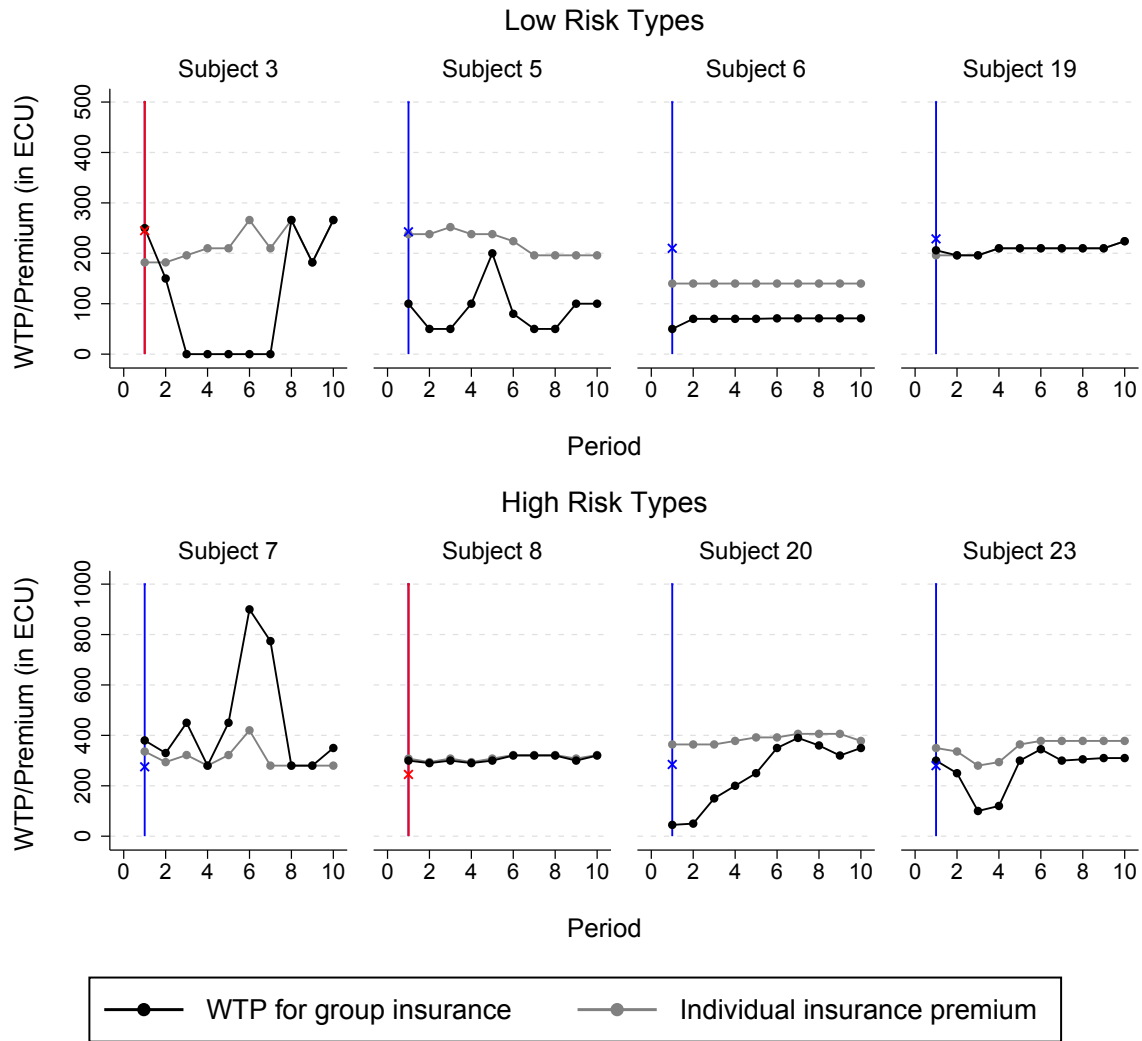 Low Risk Types
Subject 3 Subject 5 Subject 6 Subject 19
WTP/Premium (in ECU)
500
400
300
200
100
0
0 2 4 6 8 10 0 2 4 6 8 10 0 2 4 6 8 10 0 2 4 6 8 10
Period
High Risk Types
Subject 7 Subject 8 Subject 20 Subject 23
WTP/Premium (in ECU)
1000
800
600
400
200
0
0 2 4 6 8 10 0 2 4 6 8 10 0 2 4 6 8 10 0 2 4 6 8 10
Period
WTP for group insurance Individual insurance premium